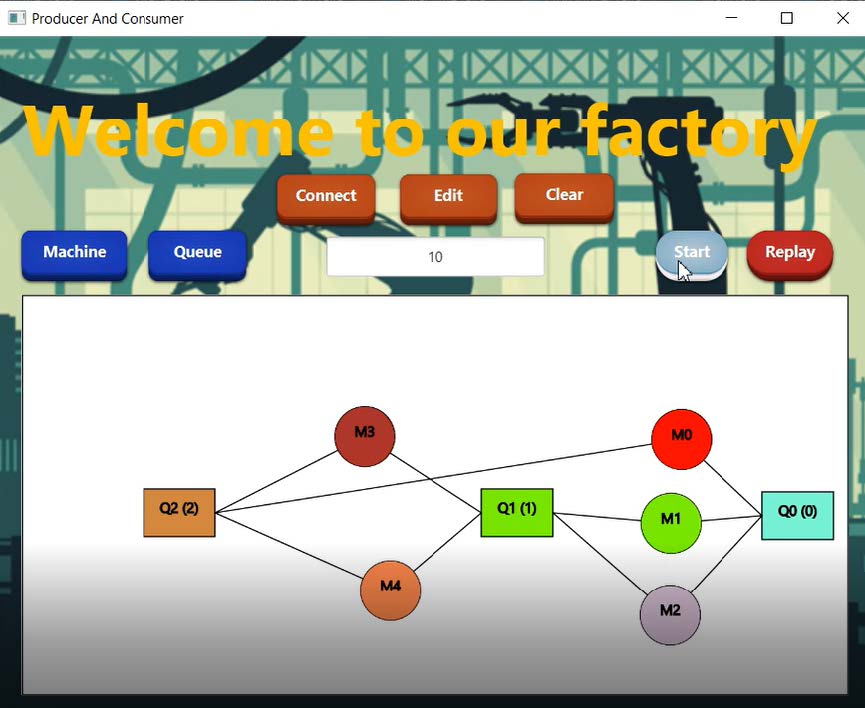 Producer And Consumer
Welcome to our factory
Connect Edit Clear
Machine Queue 10 Start Replay
M3 M0
Q2 (2) Q1 (1) M1 Q0 (0)
M4 M2